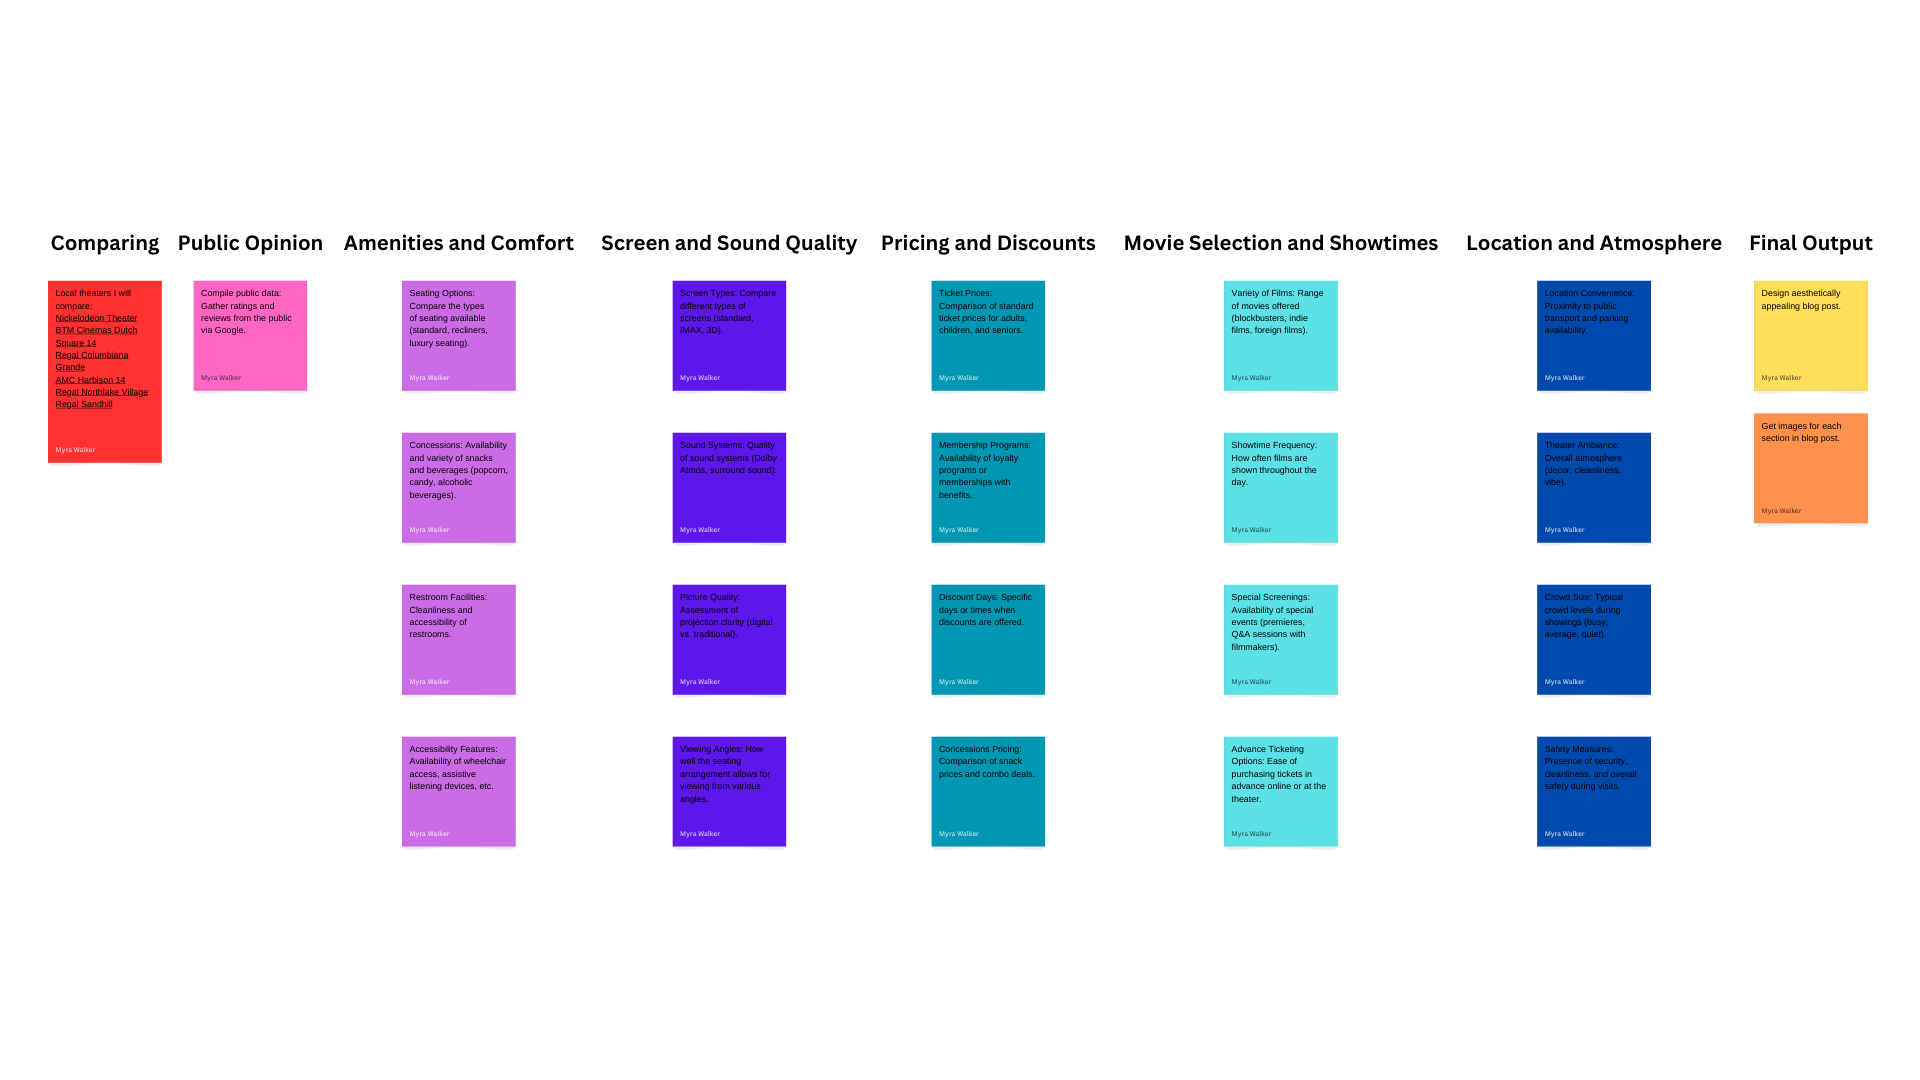 Comparing
Local theaters I will
compare:
Nickelodeon Theater
BTM Cinemas Dutch
Square 14
Regal Columbiana
Grande
AMC Harbison 14
Regal Northlake Village
Regal Sandhill
Myra Walker
Public Opinion
Compile public data:
Gather ratings and
reviews from the public
via Google.
Myra Walker
Amenities and Comfort
Seating Options:
Compare the types
of seating available
(standard, recliners,
luxury seating).
Myra Walker
Concessions: Availability
and variety of snacks
and beverages (popcorn,
candy, alcoholic
beverages).
Myra Walker
Restroom Facilities:
Cleanliness and
accessibility of
restrooms.
Myra Walker
Accessibility Features:
Availability of wheelchair
access, assistive
listening devices, etc.
Myra Walker
Screen and Sound Quality
Screen Types: Compare
different types of
screens (standard,
IMAX, 3D).
Myra Walker
Sound Systems: Quality
of sound systems (Dolby
Atmos, surround sound).
Myra Walker
Picture Quality:
Assessment of
projection clarity (digital
vs. traditional).
Myra Walker
Viewing Angles: How
well the seating
arrangement allows for
viewing from various
angles.
Myra Walker
Pricing and Discounts
Ticket Prices:
Comparison of standard
ticket prices for adults,
children, and seniors.
Myra Walker
Membership Programs:
Availability of loyalty
programs or
memberships with
benefits.
Myra Walker
Discount Days: Specific
days or times when
discounts are offered.
Myra Walker
Concessions Pricing:
Comparison of snack
prices and combo deals.
Myra Walker
Movie Selection and Showtimes
Variety of Films: Range
of movies offered
(blockbusters, indie
films, foreign films).
Myra Walker
Showtime Frequency:
How often films are
shown throughout the
day.
Myra Walker
Special Screenings:
Availability of special
events (premieres,
Q&A sessions with
filmmakers).
Myra Walker
Advance Ticketing
Options: Ease of
purchasing tickets in
advance online or at the
theater.
Myra Walker
Location and Atmosphere
Location Convenience:
Proximity to public
transport and parking
availability.
Myra Walker
Theater Ambiance:
Overall atmosphere
(decor, cleanliness,
vibe).
Myra Walker
Crowd Size: Typical
crowd levels during
showings (busy,
average, quiet).
Myra Walker
Safety Measures:
Presence of security,
cleanliness, and overall
safety during visits.
Myra Walker
Final Output
Design aesthetically
appealing blog post.
Myra Walker
Get images for each
section in blog post.
Myra Walker